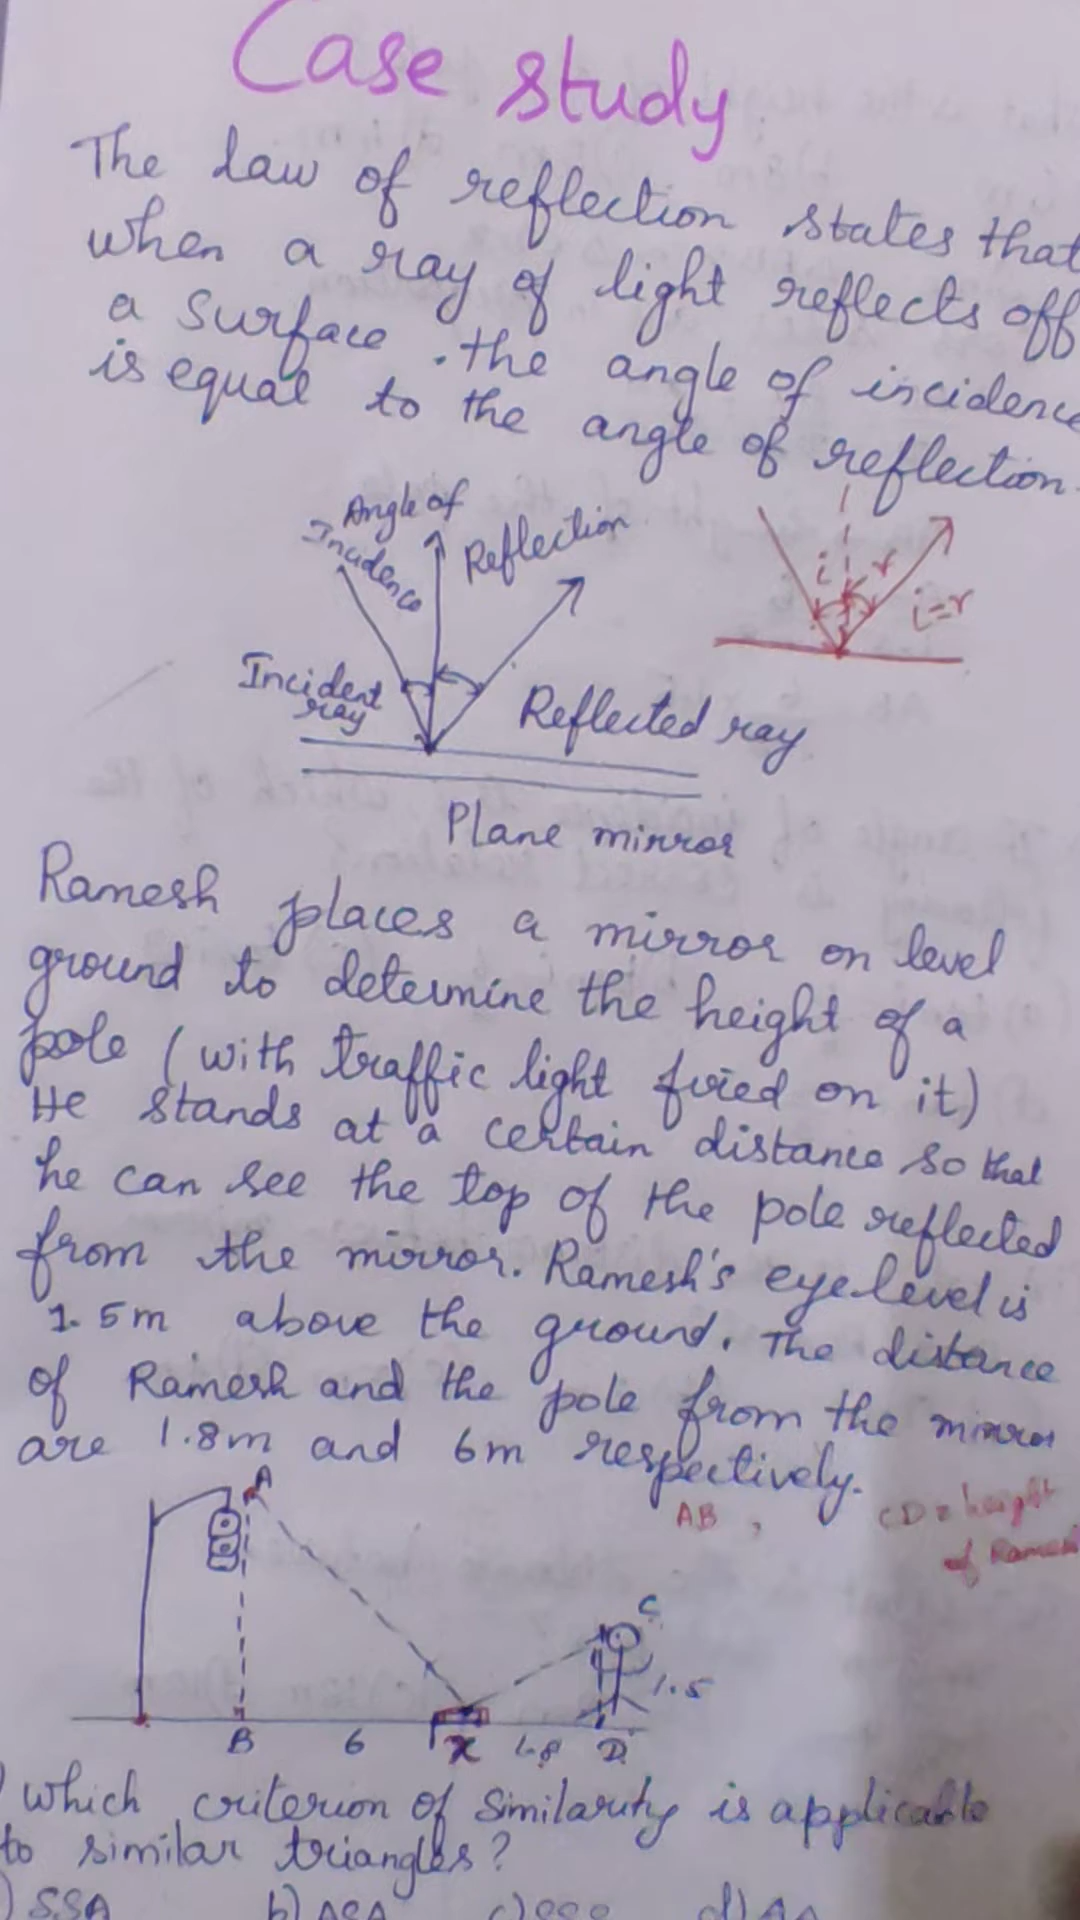 Case study
The law of reflection states that
when a ray of light reflects off
a surface . the angle of incidence
is equal to the angle of reflection.
Angle of
Incidence
Reflection
i r
i=r
Incident
ray
Reflected ray
Plane mirror
Ramesh places a mirror on level
ground to determine the height of a
pole (with traffic light fixed on it)
He stands at a certain distance so that
he can see the top of the pole reflected
from the mirror. Ramesh's eye level is
1.5m above the ground. The distance
of Ramesh and the pole from the mirror
are 1.8m and 6m respectively.
A
AB ,
CD = height
of Ramesh
C
1.5
B 6 X 1.8 D
which criterion of similarity is applicable
to similar triangles?
) SSA b) ASA c) SSS d) AA